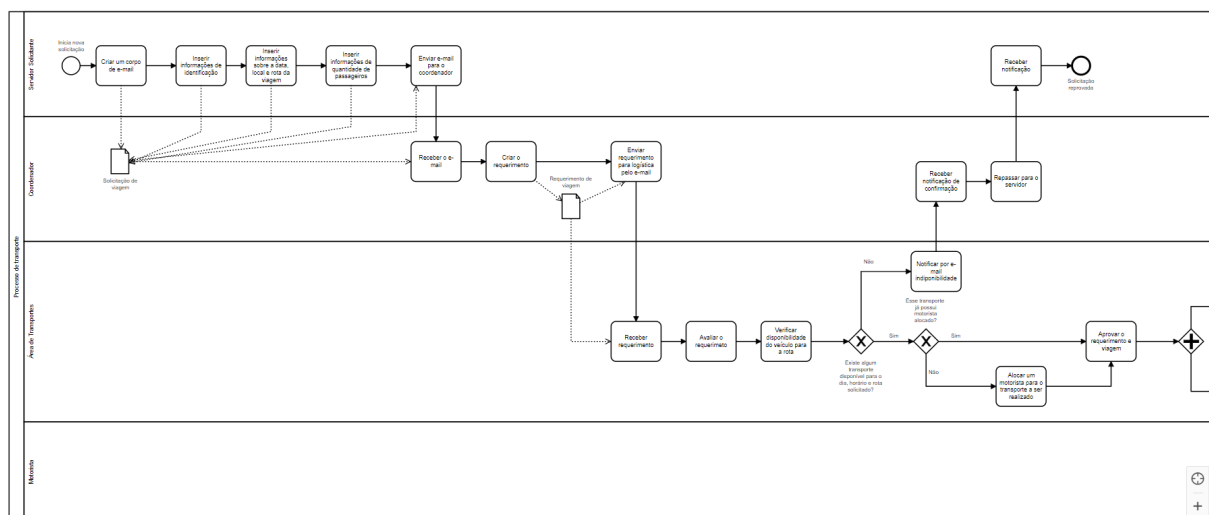 Processo de transporte
Servidor Solicitante
Inicia nova
solicitação
Criar um corpo
de e-mail
Inserir
informações de
identificação
Inserir
informações
sobre a data,
local e rota da
viagem
Inserir
informações
de quantidade de
passageiros
Enviar e-mail
para o
coordenador
Receber
notificação
Solicitação
reprovada
Coordenador
Solicitação de
viagem
Receber o e-
mail
Criar o
requerimento
Requerimento de
viagem
Enviar
requerimento
para logística
pelo e-mail
Receber
notificação de
confirmação
Repassar para o
servidor
Área de Transportes
Receber
requerimento
Avaliar o
requerimeto
Verificar
disponibilidade
do veículo para
a rota
Existe algum
transporte
disponível para o
dia, horário e rota
solicitado?
Não
Notificar por e-
mail
indiponibilidade
Sim
Esse transporte
já possui
motorista
alocado?
Sim
Não
Alocar um
motorista para o
transporte a ser
realizado
Aprovar o
requerimento e
viagem
Motorista